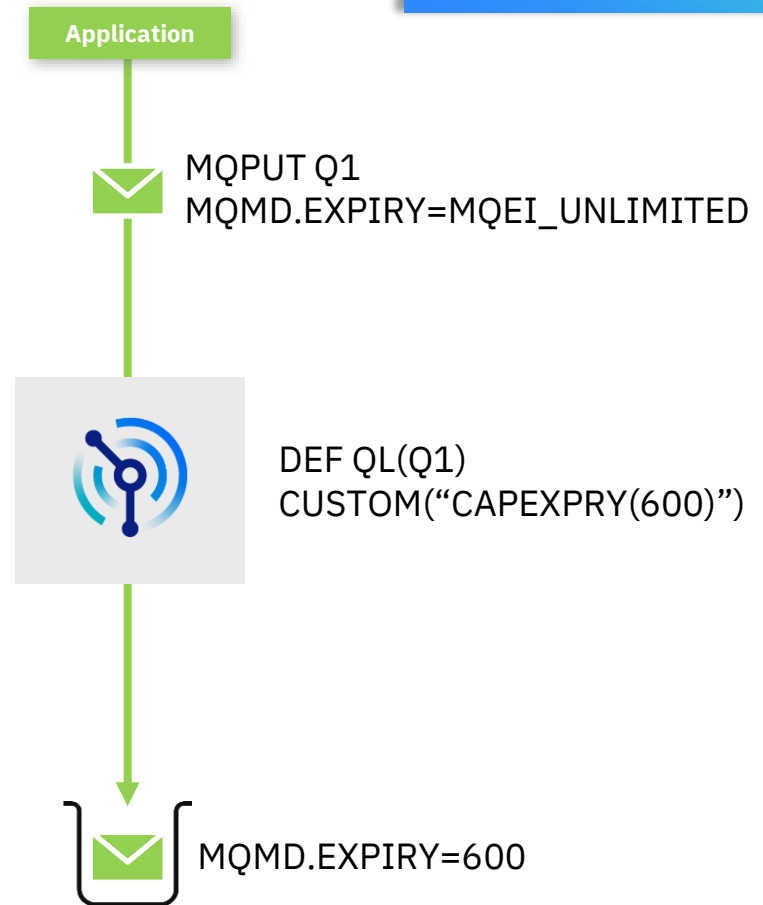 Application
MQPUT Q1
MQMD.EXPIRY=MQEI_UNLIMITED
DEF QL(Q1)
CUSTOM(“CAPEXPRY(600)”)
MQMD.EXPIRY=600